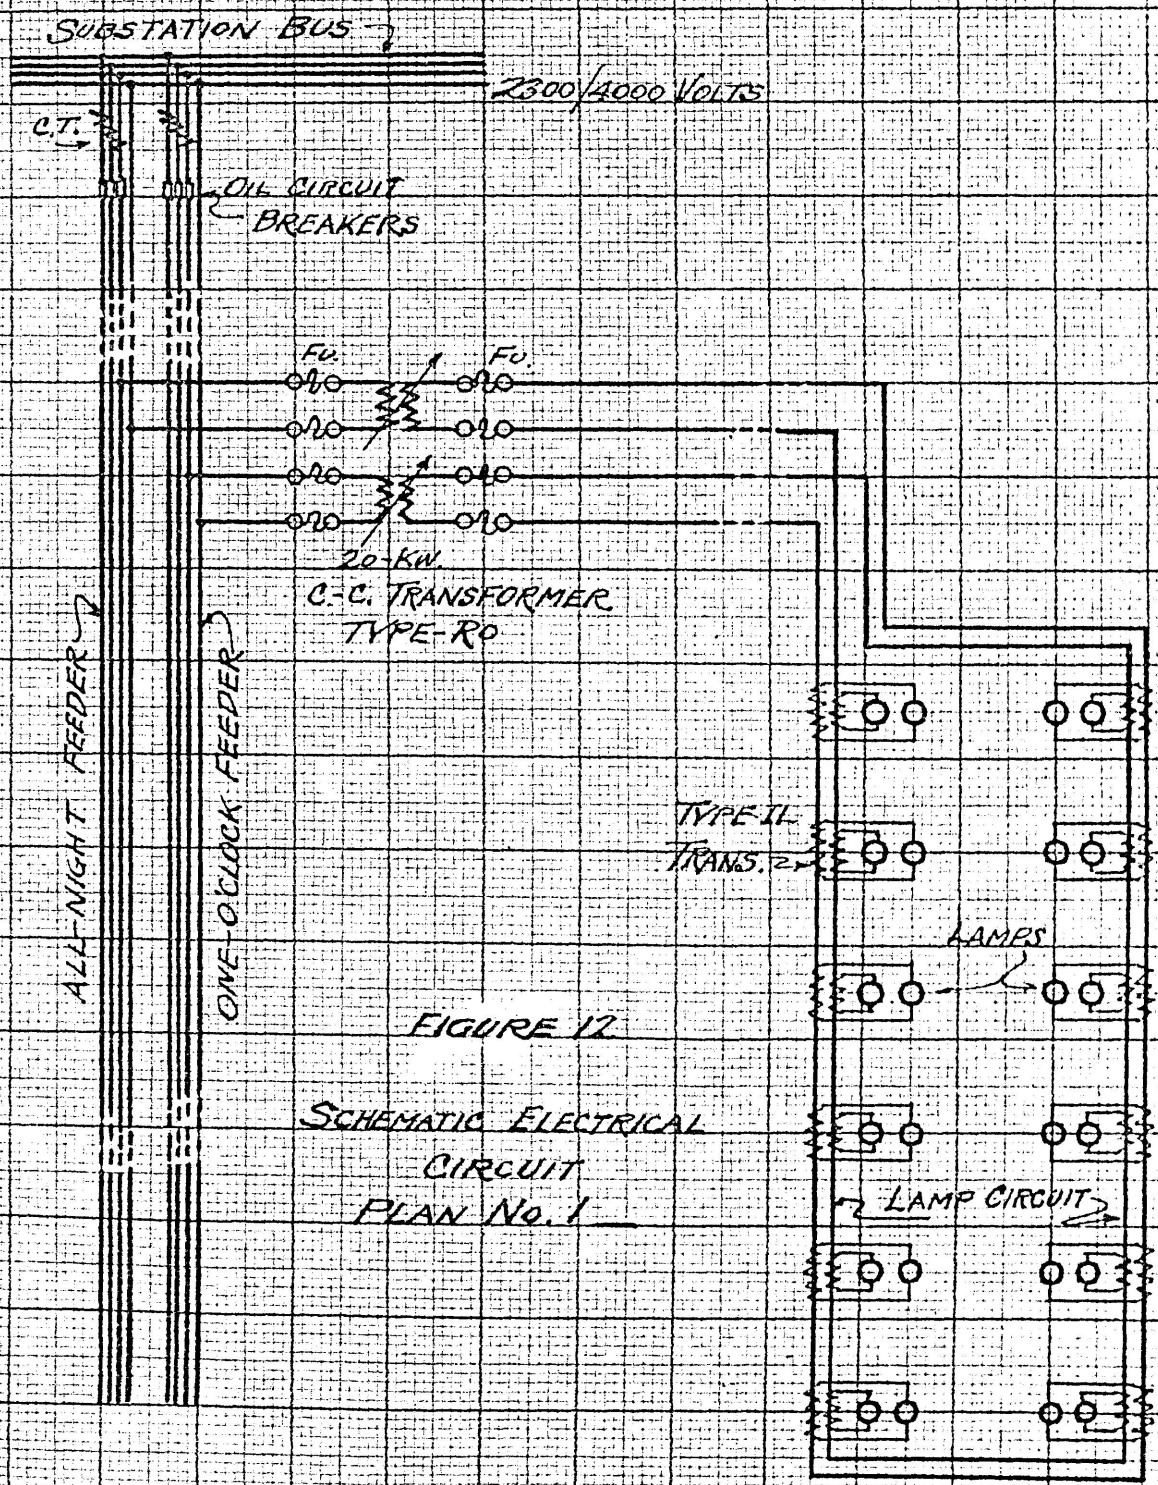 SUBSTATION BUS
2300/4000 VOLTS
C.T.
OIL CIRCUIT
BREAKERS
FU.
FU.
20-KW.
C.-C. TRANSFORMER
TYPE-RO
ALL-NIGHT FEEDER
ONE-O'CLOCK FEEDER
TYPE IL
TRANS.
LAMPS
FIGURE 12
SCHEMATIC ELECTRICAL
CIRCUIT
PLAN NO. 1
LAMP CIRCUIT